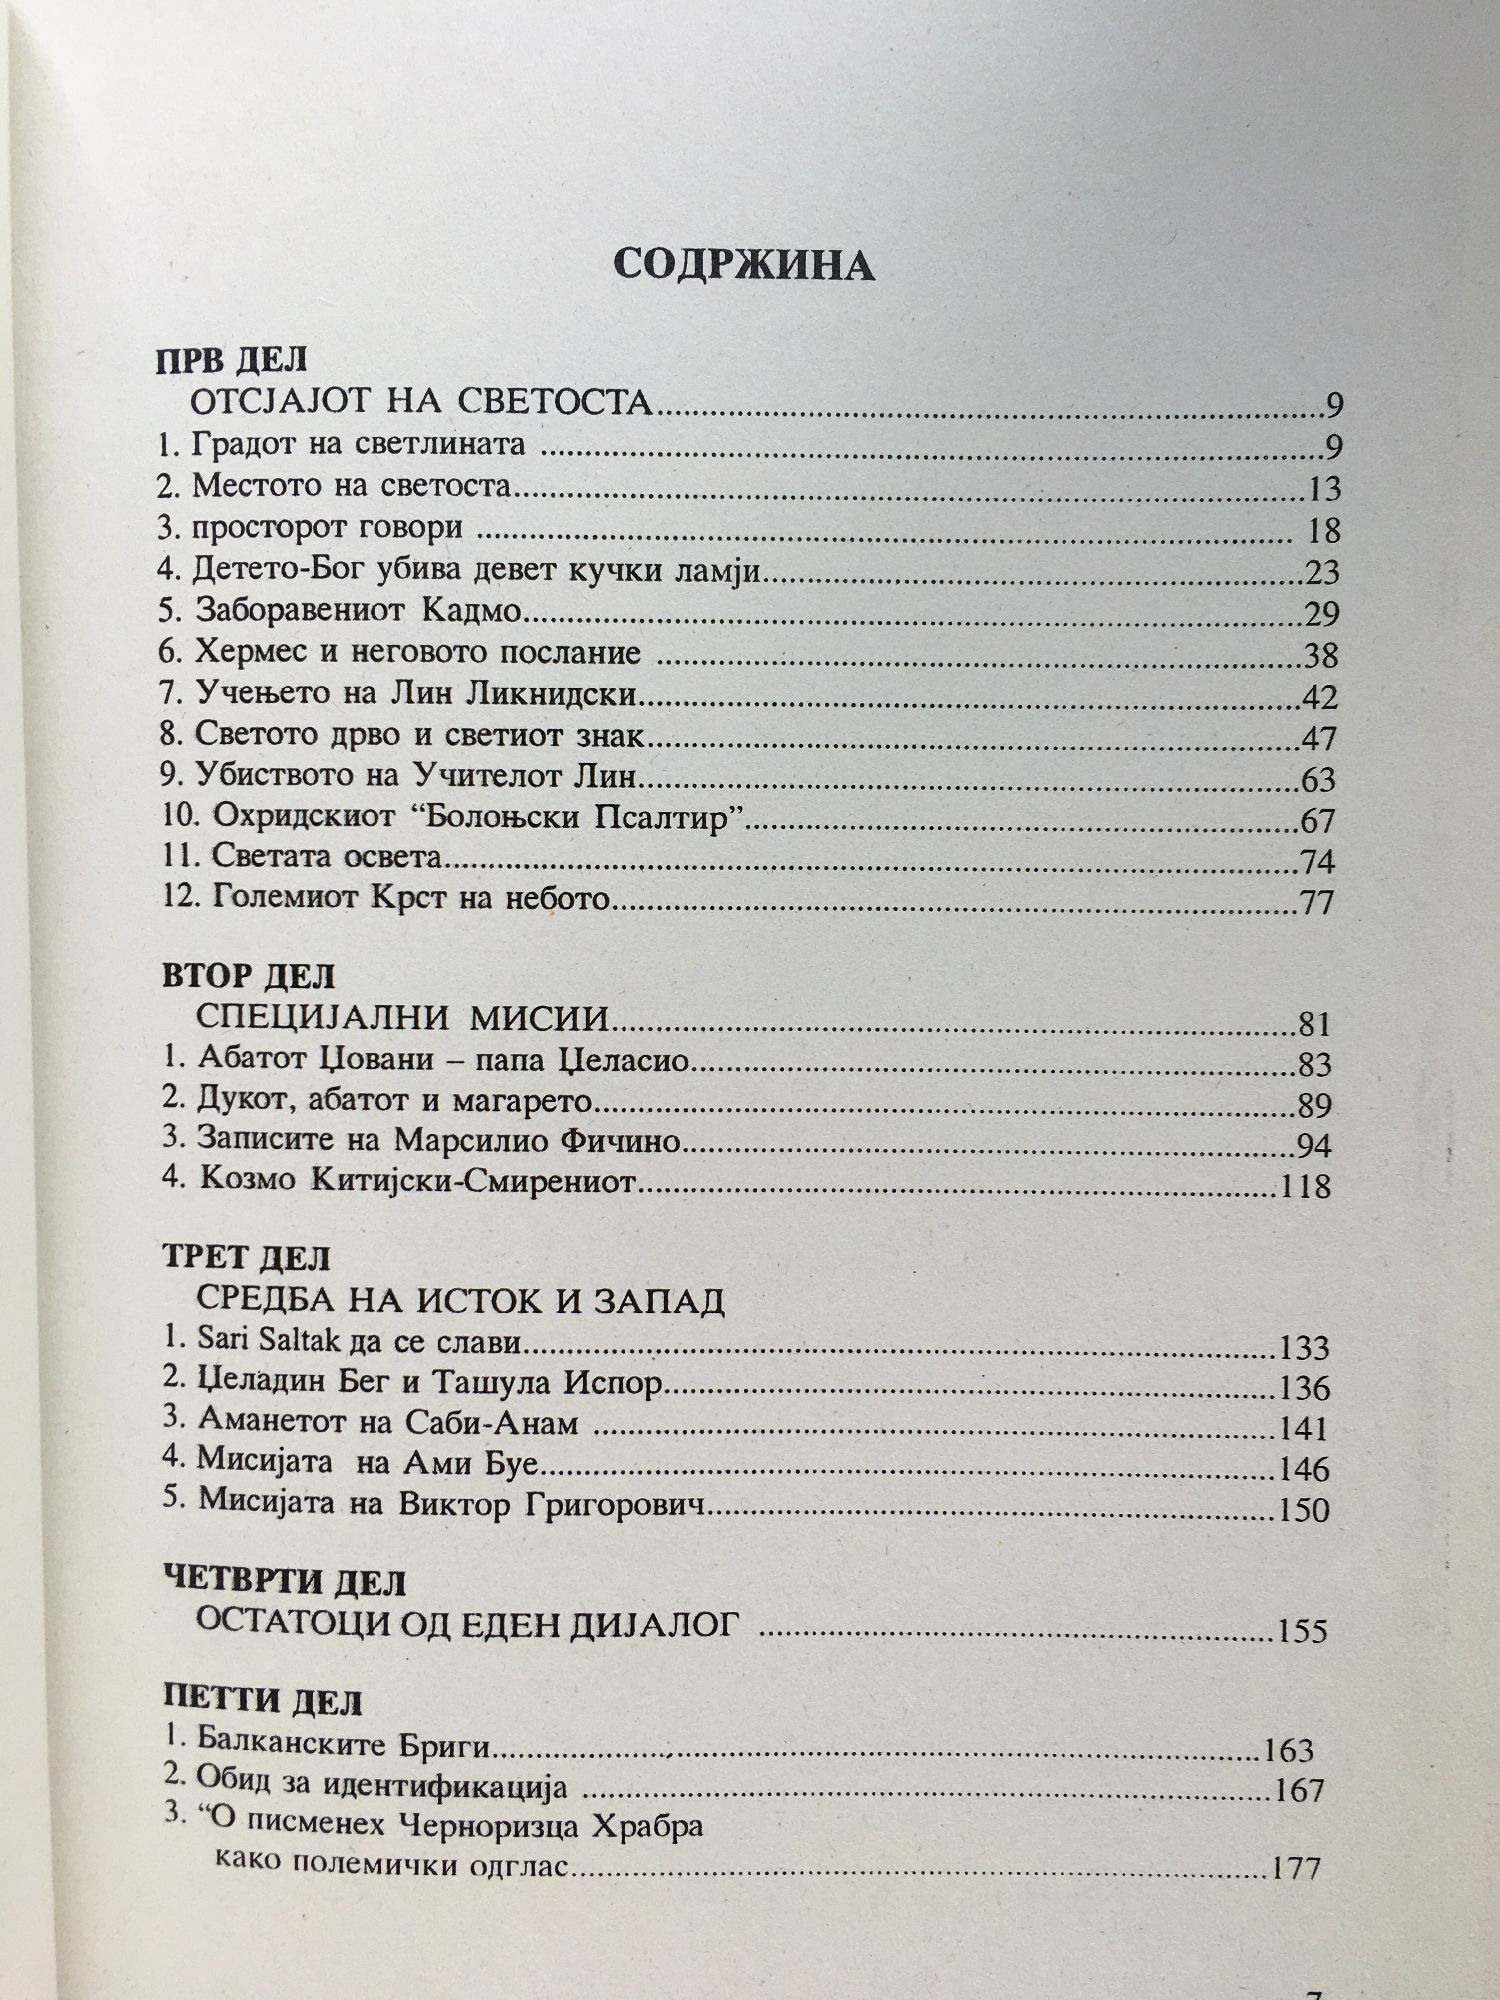 СОДРЖИНА
ПРВ ДЕЛ
ОТСЈАЈОТ НА СВЕТОСТА........9
1. Градот на светлината ........9
2. Местото на светоста........13
3. просторот говори ........ 18
4. Детето-Бог убива девет кучки ламји........23
5. Заборавениот Кадмо........29
6. Хермес и неговото послание ........38
7. Учењето на Лин Ликнидски........42
8. Светото дрво и светиот знак........47
9. Убиството на Учителот Лин........63
10. Охридскиот “Болоњски Псалтир”........67
11. Светата освета........74
12. Големиот Крст на небото........77
ВТОР ДЕЛ
СПЕЦИЈАЛНИ МИСИИ........81
1. Абатот Џовани – папа Џеласио........83
2. Дукот, абатот и магарето........89
3. Записите на Марсилио Фичино........94
4. Козмо Китијски-Смирениот........118
ТРЕТ ДЕЛ
СРЕДБА НА ИСТОК И ЗАПАД
1. Sari Saltak да се слави........133
2. Џеладин Бег и Ташула Испор........136
3. Аманетот на Саби-Анам ........141
4. Мисијата на Ами Буе........146
5. Мисијата на Виктор Григорович........150
ЧЕТВРТИ ДЕЛ
ОСТАТОЦИ ОД ЕДЕН ДИЈАЛОГ ........155
ПЕТТИ ДЕЛ
1. Балканските Бриги........163
2. Обид за идентификација ........167
3. “О писменех Черноризца Храбра
како полемички одглас........177
7